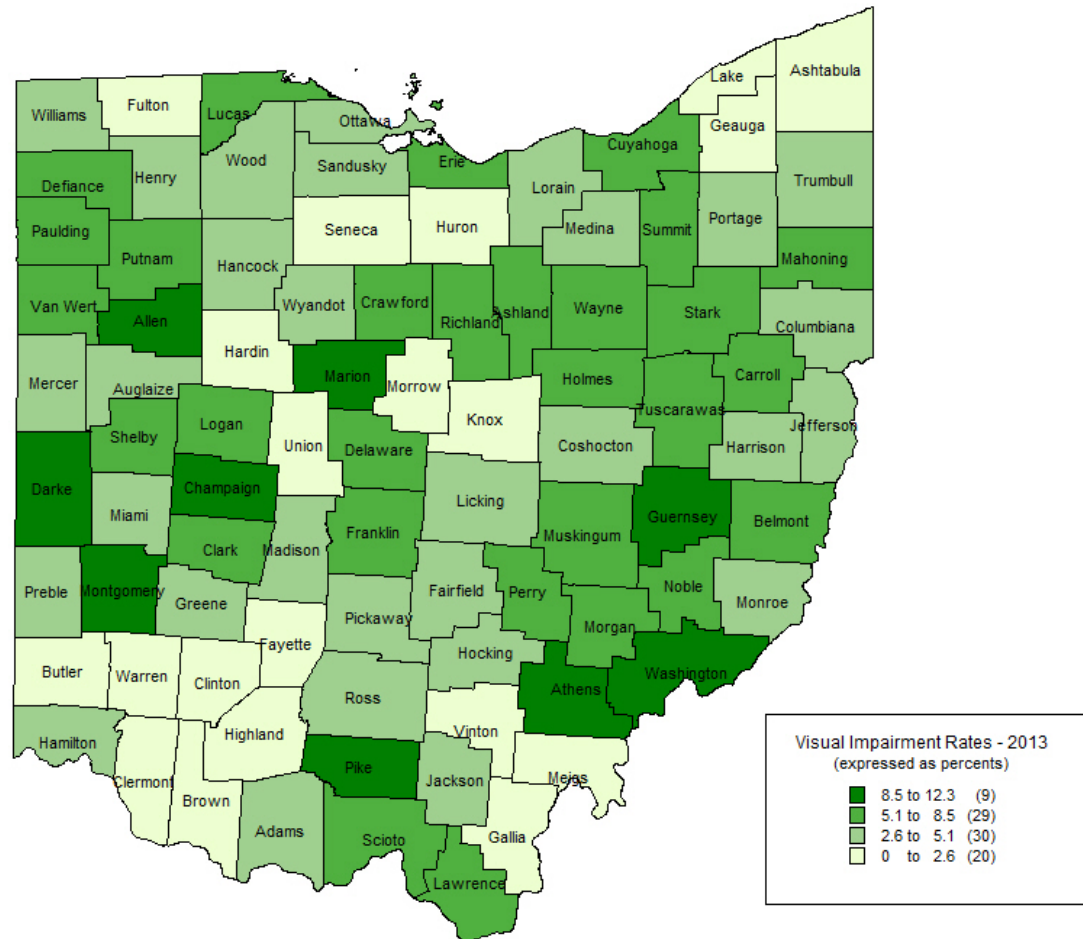 Lake
Ashtabula
Fulton
Williams
Lucas
Ottawa
Geauga
Cuyahoga
Wood
Sandusky
Erie
Henry
Defiance
Lorain
Trumbull
Portage
Medina
Summit
Seneca
Huron
Paulding
Putnam
Mahoning
Hancock
Van Wert
Wyandot
Crawford
Ashland
Wayne
Stark
Allen
Richland
Columbiana
Hardin
Marion
Carroll
Holmes
Mercer
Auglaize
Morrow
Tuscarawas
Knox
Logan
Jefferson
Shelby
Union
Delaware
Coshocton
Harrison
Darke
Champaign
Licking
Miami
Guernsey
Belmont
Franklin
Muskingum
Clark
Madison
Preble
Montgomery
Greene
Fairfield
Perry
Noble
Monroe
Pickaway
Morgan
Fayette
Hocking
Butler
Warren
Clinton
Washington
Athens
Ross
Highland
Vinton
Hamilton
Pike
Clermont
Jackson
Meigs
Brown
Adams
Scioto
Gallia
Lawrence
Visual Impairment Rates - 2013
(expressed as percents)
8.5 to 12.3 (9)
5.1 to 8.5 (29)
2.6 to 5.1 (30)
0 to 2.6 (20)